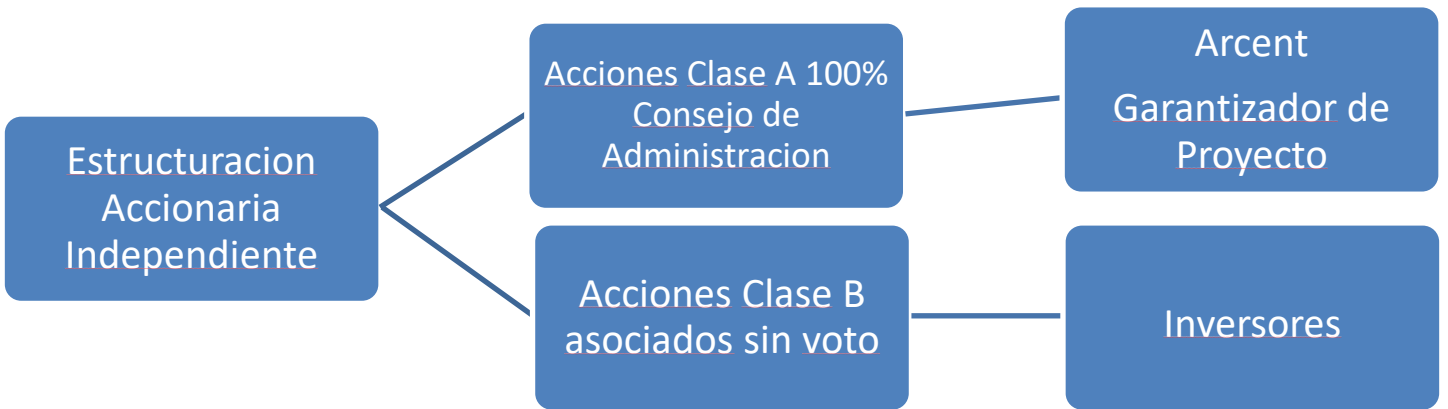 Estructuracion
Accionaria
Independiente
Acciones Clase A 100%
Consejo de
Administracion
Arcent
Garantizador de
Proyecto
Acciones Clase B
asociados sin voto
Inversores